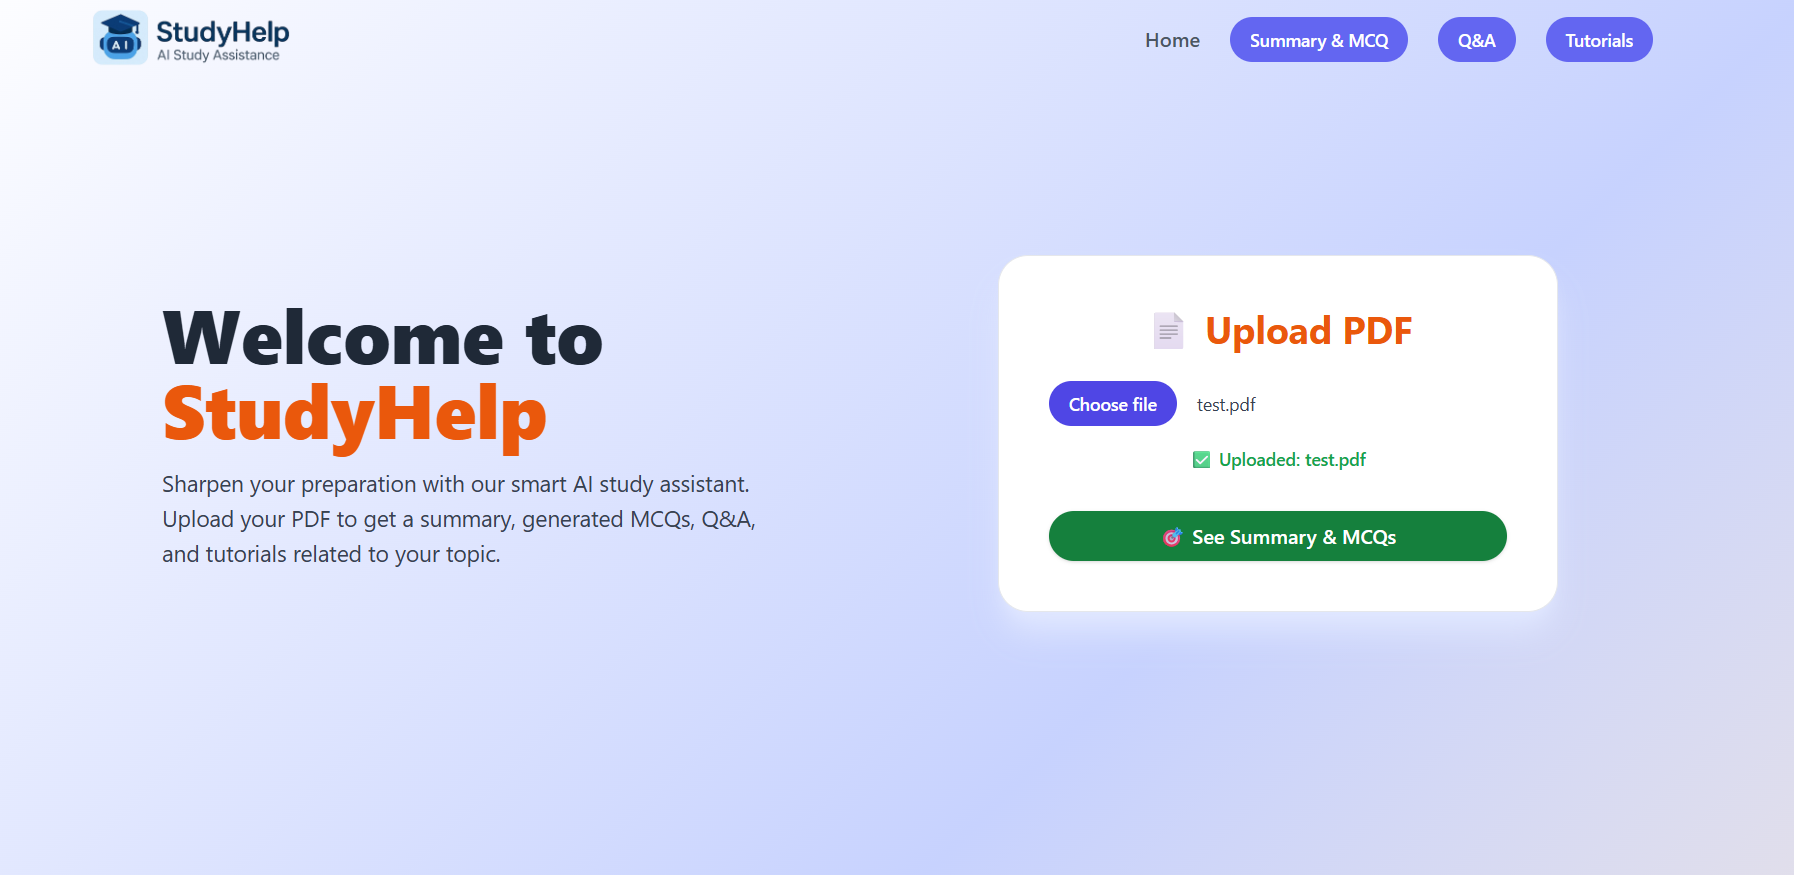 AI
StudyHelp
AI Study Assistance
Home
Summary & MCQ
Q&A
Tutorials
Welcome to
StudyHelp
Sharpen your preparation with our smart AI study assistant.
Upload your PDF to get a summary, generated MCQs, Q&A,
and tutorials related to your topic.
Upload PDF
Choose file
test.pdf
Uploaded: test.pdf
See Summary & MCQs